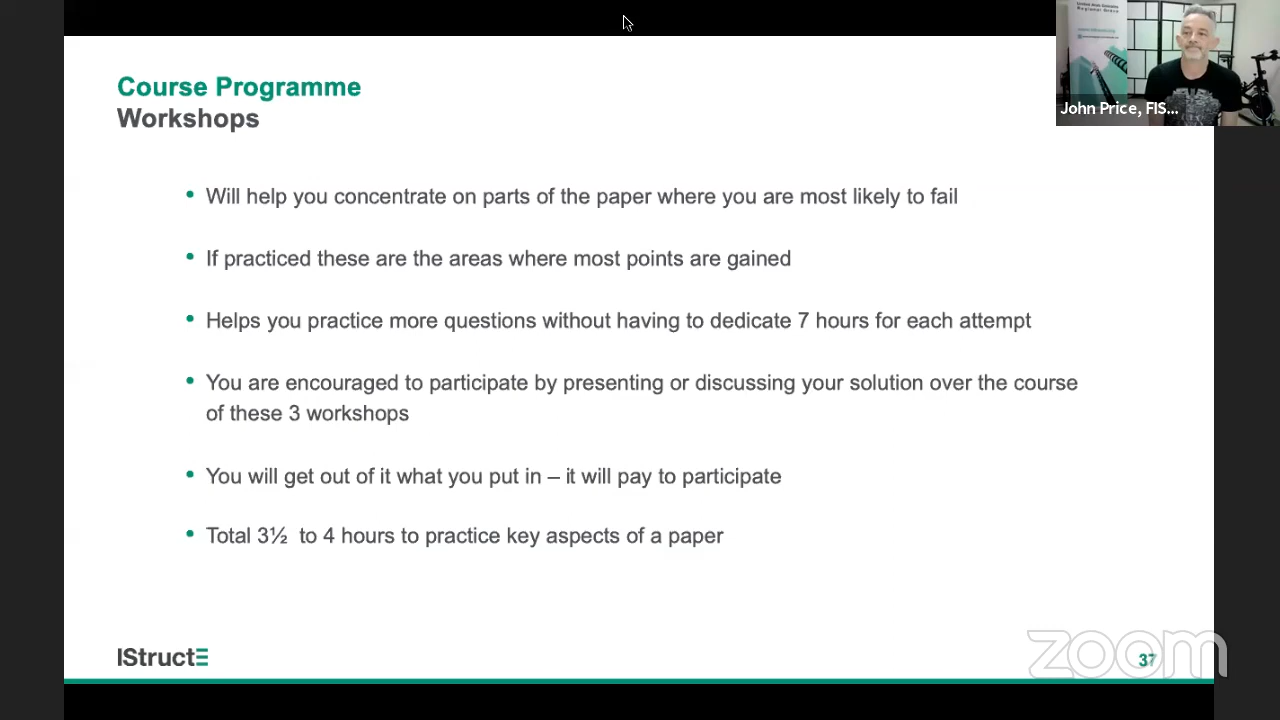 United Arab Emirates
Regional Group
John Price, FIS...
Course Programme
Workshops
• Will help you concentrate on parts of the paper where you are most likely to fail
• If practiced these are the areas where most points are gained
• Helps you practice more questions without having to dedicate 7 hours for each attempt
• You are encouraged to participate by presenting or discussing your solution over the course
of these 3 workshops
• You will get out of it what you put in – it will pay to participate
• Total 3½ to 4 hours to practice key aspects of a paper
IStructE
zoom
37